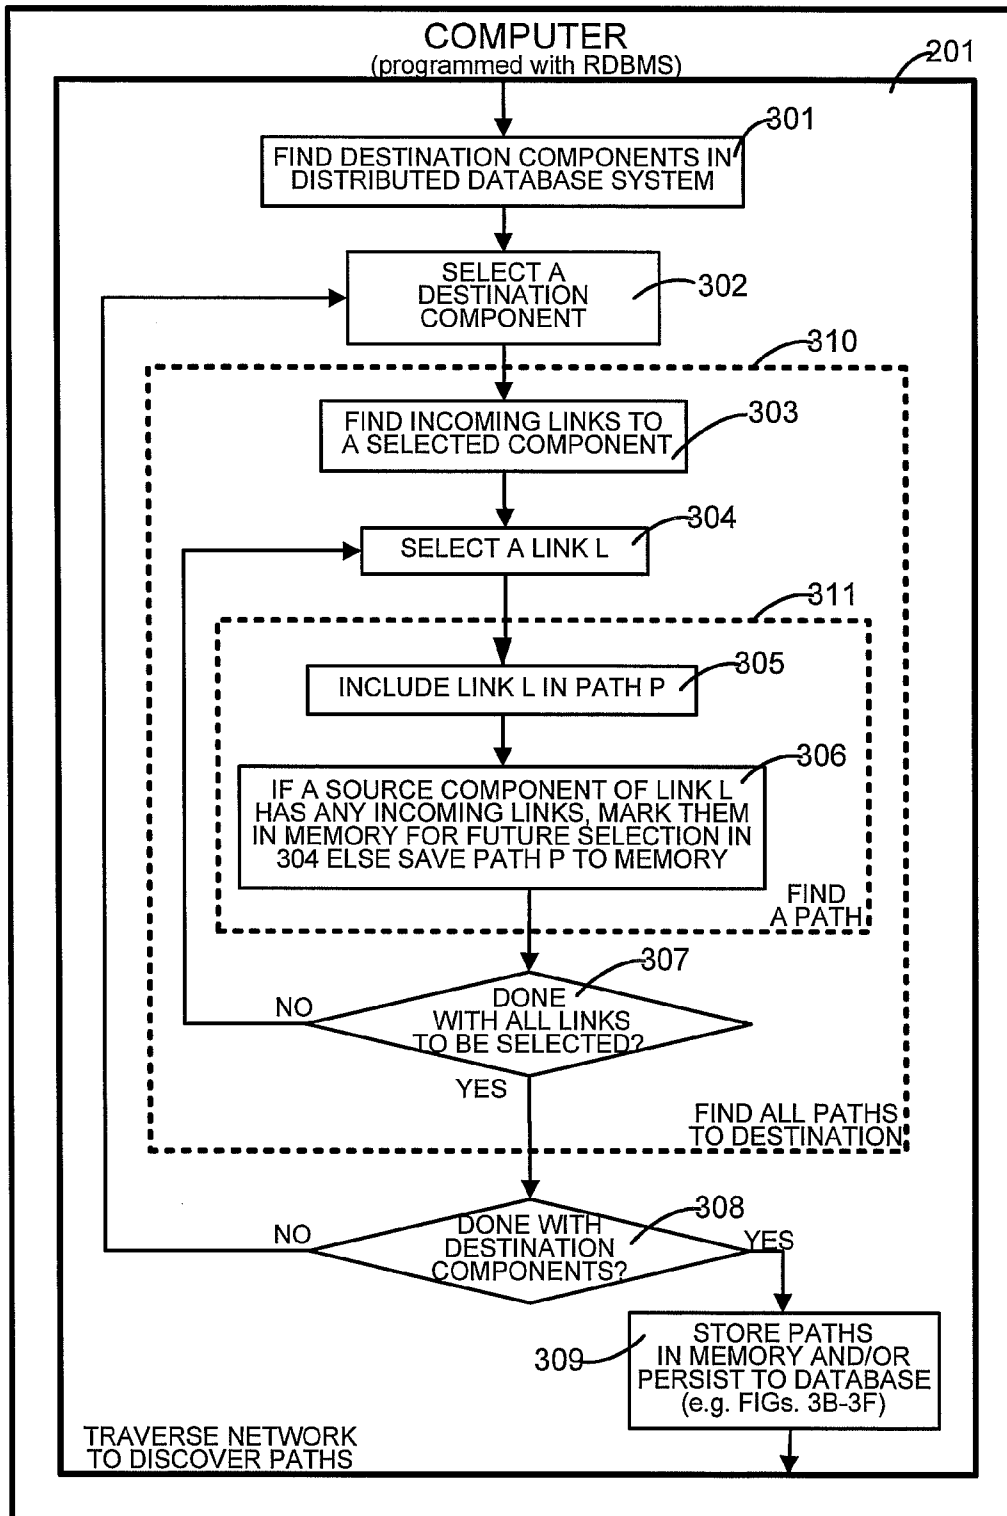 COMPUTER
(programmed with RDBMS)
201
301
FIND DESTINATION COMPONENTS IN
DISTRIBUTED DATABASE SYSTEM
SELECT A
DESTINATION
COMPONENT
302
310
FIND INCOMING LINKS TO
A SELECTED COMPONENT
303
304
SELECT A LINK L
311
305
INCLUDE LINK L IN PATH P
306
IF A SOURCE COMPONENT OF LINK L
HAS ANY INCOMING LINKS, MARK THEM
IN MEMORY FOR FUTURE SELECTION IN
304 ELSE SAVE PATH P TO MEMORY
FIND
A PATH
307
NO
DONE
WITH ALL LINKS
TO BE SELECTED?
YES
FIND ALL PATHS
TO DESTINATION
308
NO
DONE WITH
DESTINATION
COMPONENTS?
YES
309
STORE PATHS
IN MEMORY AND/OR
PERSIST TO DATABASE
(e.g. FIGs. 3B-3F)
TRAVERSE NETWORK
TO DISCOVER PATHS